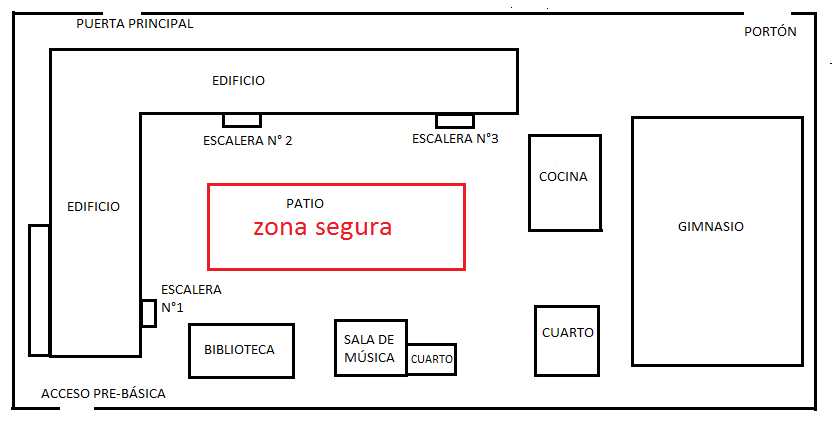 PUERTA PRINCIPAL
PORTÓN
EDIFICIO
ESCALERA N° 2
ESCALERA N°3
COCINA
PATIO
zona segura
EDIFICIO
GIMNASIO
ESCALERA
N°1
BIBLIOTECA
SALA DE
MÚSICA
CUARTO
CUARTO
ACCESO PRE-BÁSICA